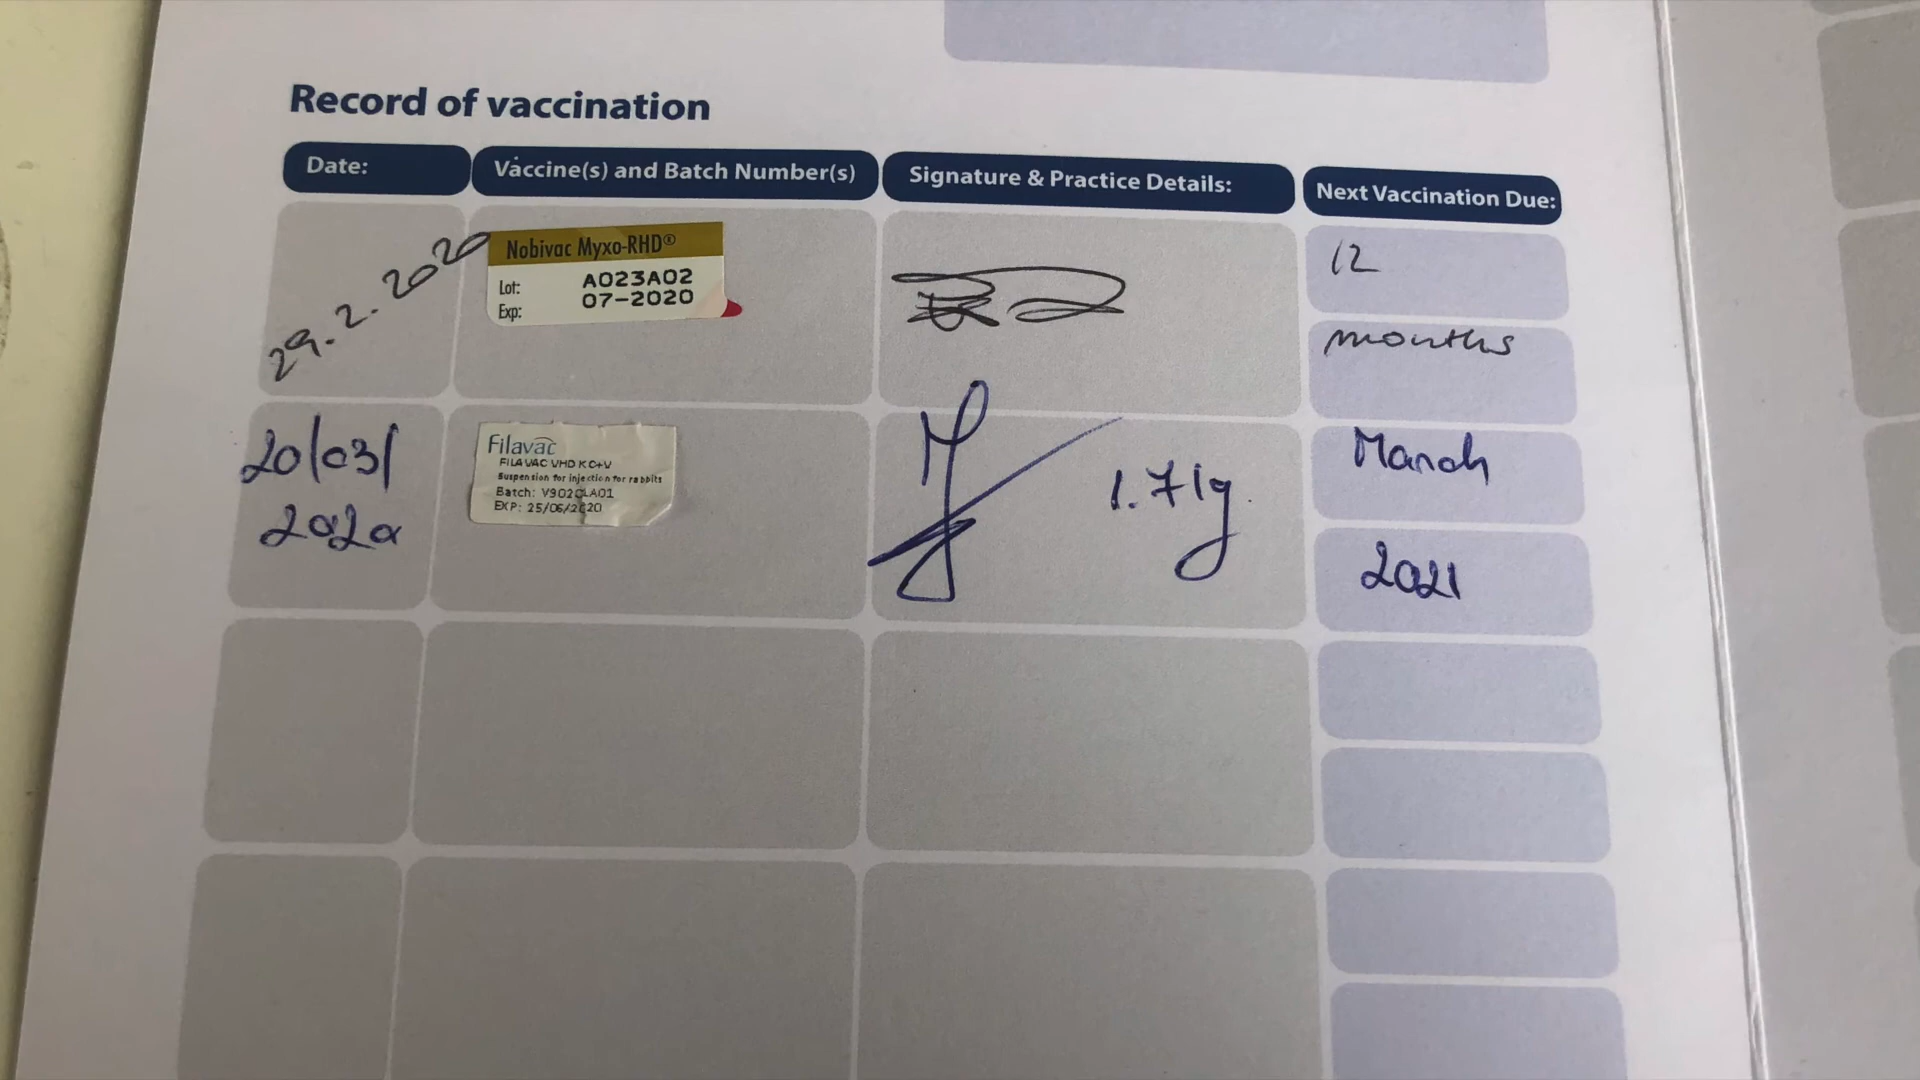 Record of vaccination
Date: Vaccine(s) and Batch Number(s) Signature & Practice Details: Next Vaccination Due:
29.2.2020
Nobivac Myxo-RHD®
Lot: A023A02
Exp: 07-2020
12
months
20/03/
2020
Filavac
FILAVAC VHD K C+V
Suspension for injection for rabbits
Batch: V902CLA01
EXP: 25/06/2020
1.71g
March
2021